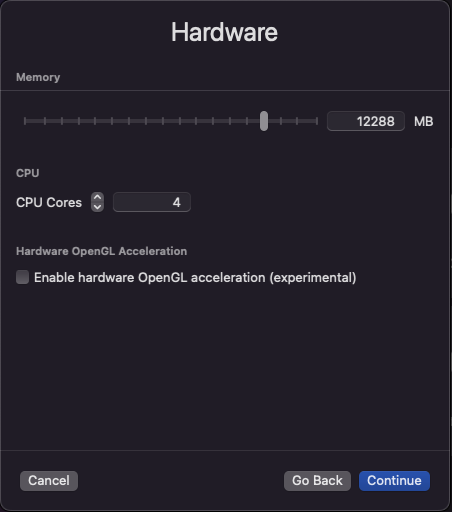 Hardware
Memory
12288 MB
CPU
CPU Cores 4
Hardware OpenGL Acceleration
Enable hardware OpenGL acceleration (experimental)
Cancel Go Back Continue